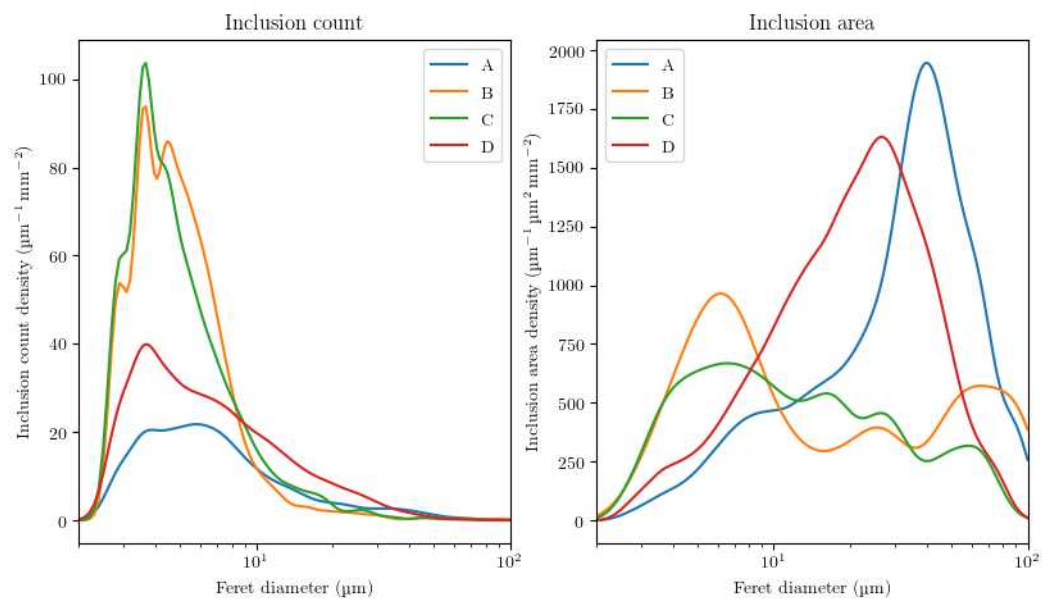 Inclusion count
Inclusion count density (µm⁻¹ mm⁻²)
100
80
60
40
20
0
A
B
C
D
10¹
10²
Feret diameter (µm)
Inclusion area
Inclusion area density (µm⁻¹ µm² mm⁻²)
2000
1750
1500
1250
1000
750
500
250
0
A
B
C
D
10¹
10²
Feret diameter (µm)